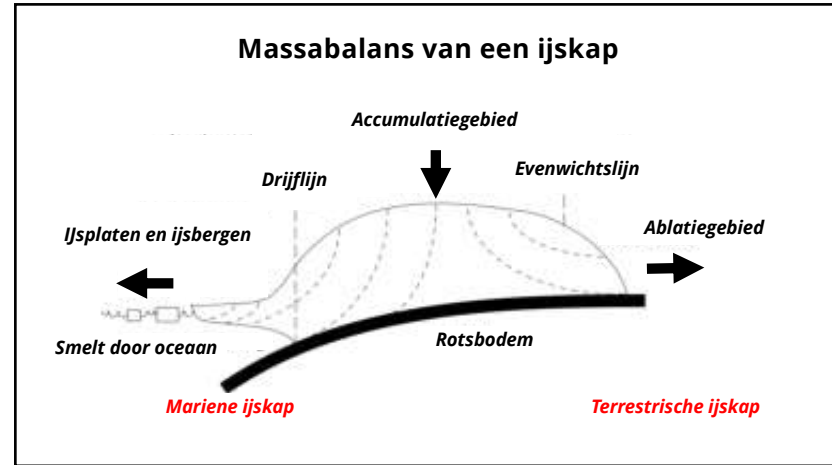 Massabalans van een ijskap
Accumulatiegebied
Drijflijn
Evenwichtslijn
IJsplaten en ijsbergen
Ablatiegebied
Smelt door oceaan
Rotsbodem
Mariene ijskap
Terrestrische ijskap